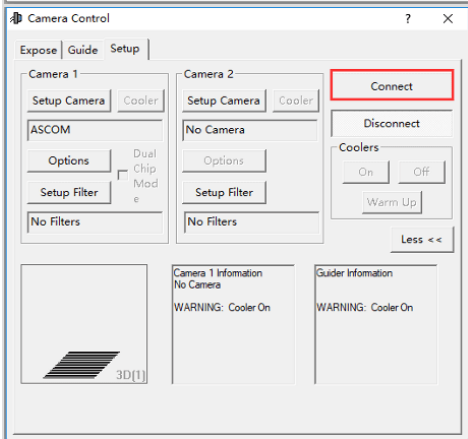 Camera Control
?
Expose Guide Setup
Camera 1
Setup Camera Cooler
ASCOM
Options
Dual
Chip
Mod
e
Setup Filter
No Filters
Camera 2
Setup Camera Cooler
No Camera
Options
Setup Filter
No Filters
Connect
Disconnect
Coolers
On Off
Warm Up
Less <<
3D[1]
Camera 1 Information
No Camera
WARNING: Cooler On
Guider Information
WARNING: Cooler On